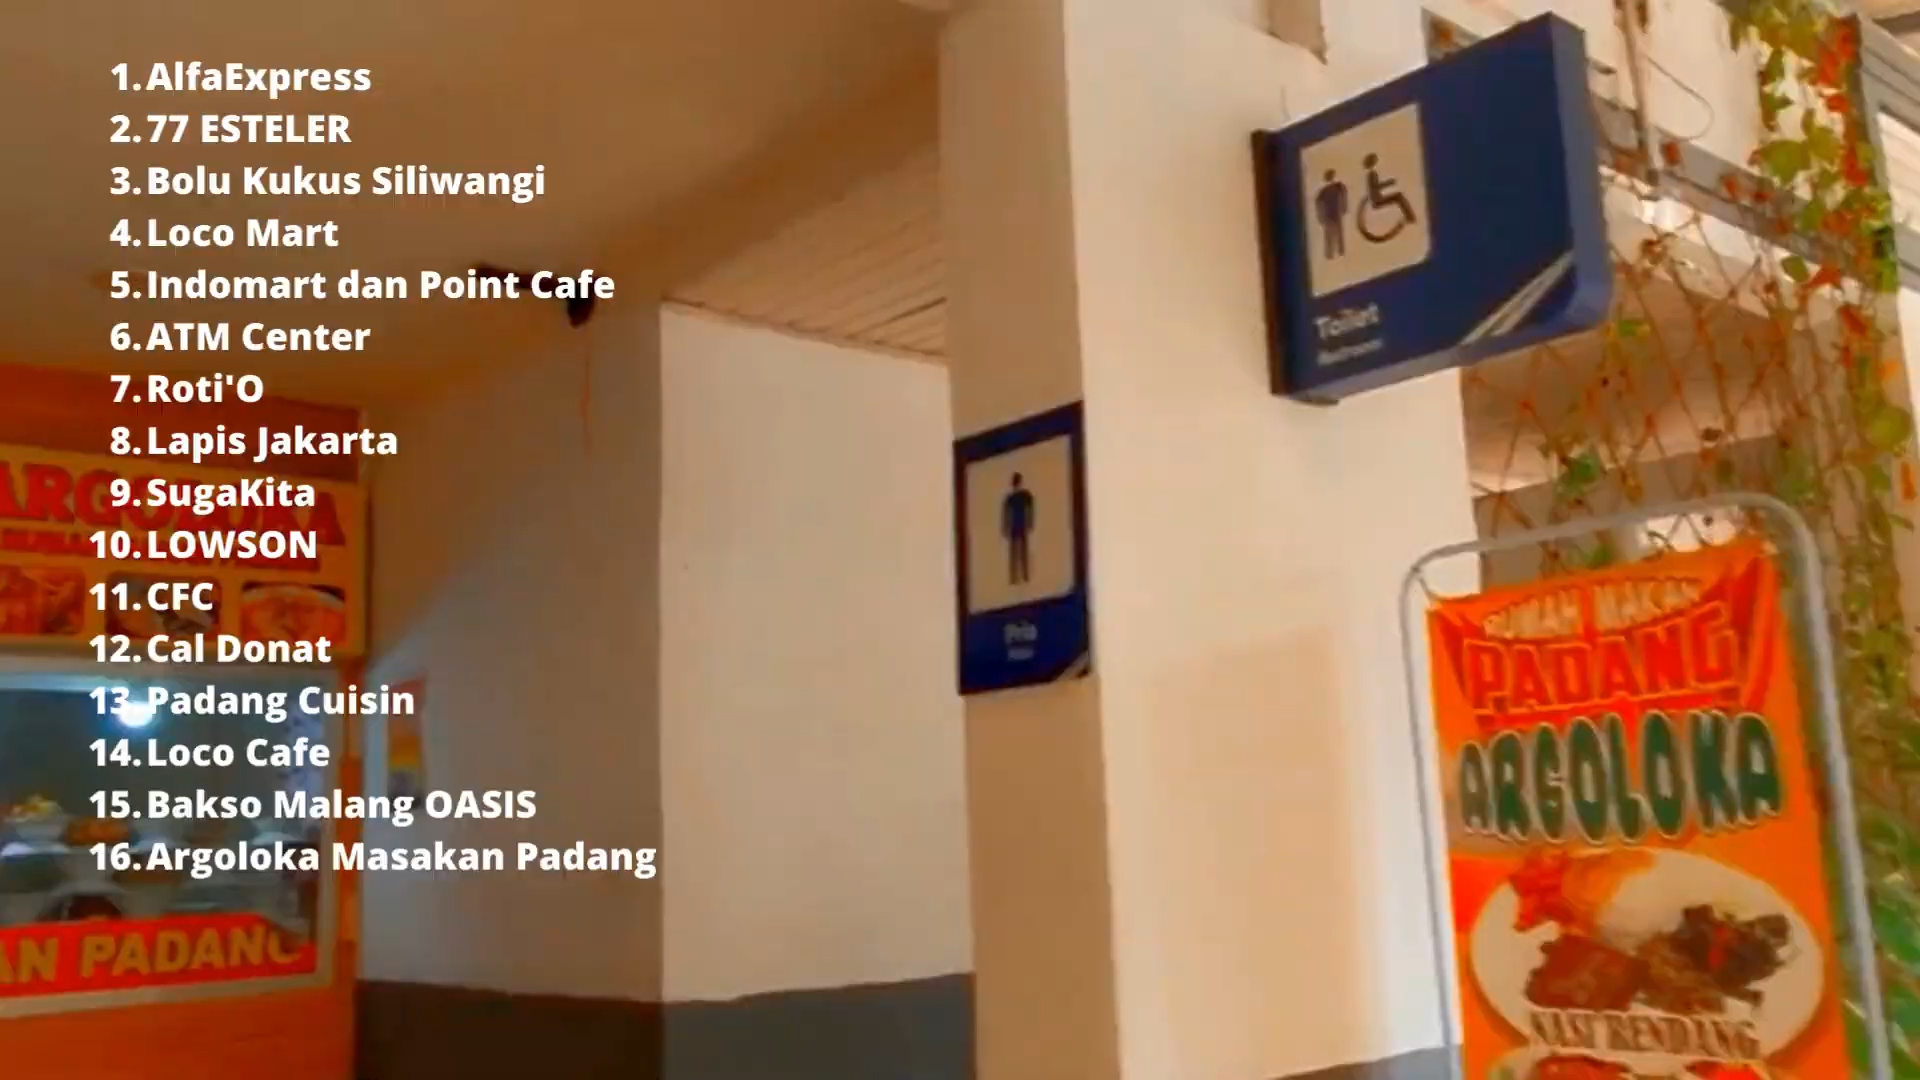 1. AlfaExpress
2. 77 ESTELER
3. Bolu Kukus Siliwangi
4. Loco Mart
5. Indomart dan Point Cafe
6. ATM Center
7. Roti'O
8. Lapis Jakarta
9. SugaKita
10. LOWSON
11. CFC
12. Cal Donat
13. Padang Cuisin
14. Loco Cafe
15. Bakso Malang OASIS
16. Argoloka Masakan Padang
ARGOLOKA
AN PADANG
Toilet
Restroom
Pria
RUMAH MAKAN
PADANG
ARGOLOKA
NASI RENDANG